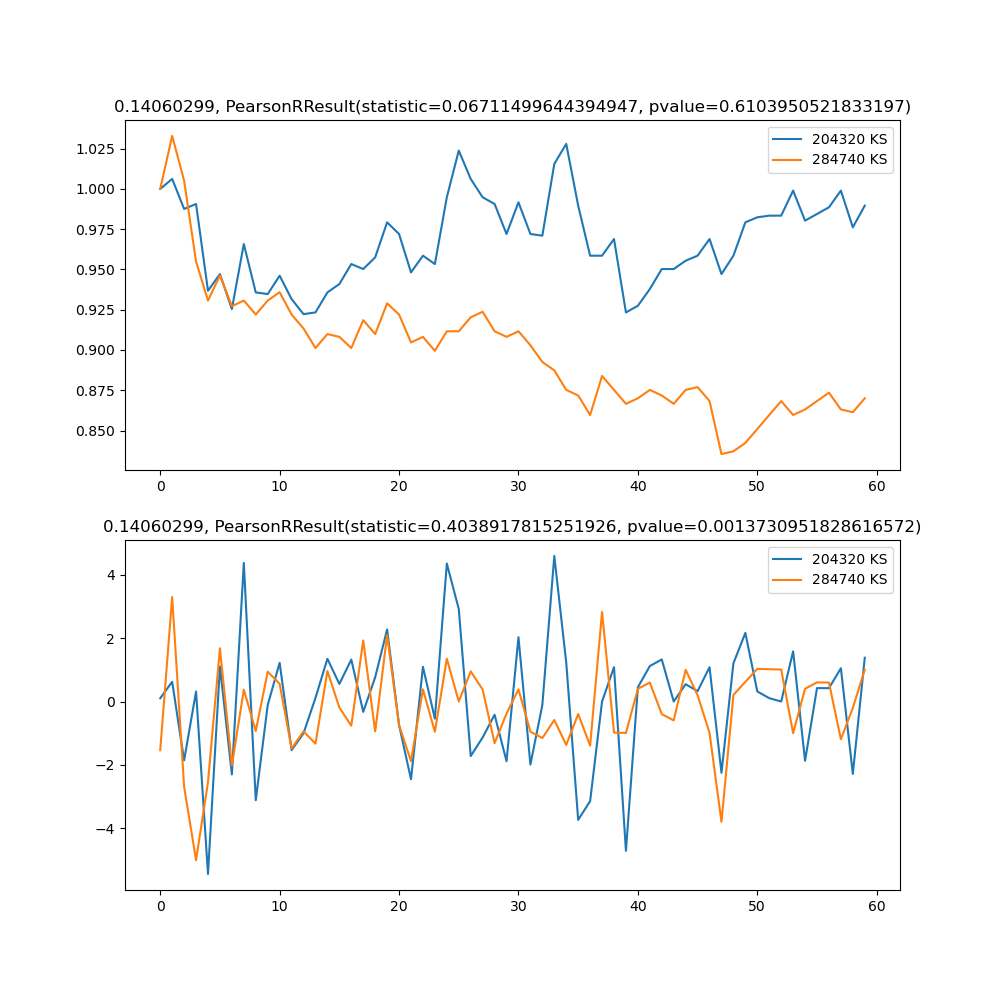 0.14060299, PearsonRResult(statistic=0.06711499644394947, pvalue=0.6103950521833197)
204320 KS
284740 KS
1.025
1.000
0.975
0.950
0.925
0.900
0.875
0.850
0 10 20 30 40 50 60
0.14060299, PearsonRResult(statistic=0.4038917815251926, pvalue=0.0013730951828616572)
204320 KS
284740 KS
4
2
0
−2
−4
0 10 20 30 40 50 60